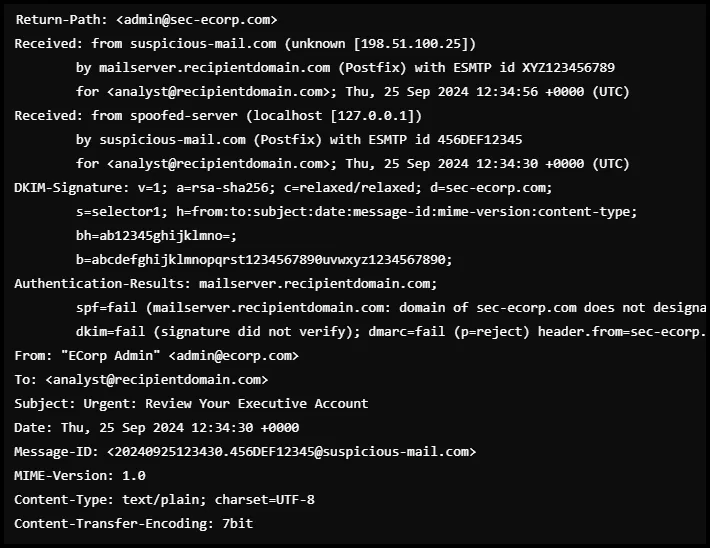 Return-Path: <admin@sec-ecorp.com>
Received: from suspicious-mail.com (unknown [198.51.100.25])
by mailserver.recipientdomain.com (Postfix) with ESMTP id XYZ123456789
for <analyst@recipientdomain.com>; Thu, 25 Sep 2024 12:34:56 +0000 (UTC)
Received: from spoofed-server (localhost [127.0.0.1])
by suspicious-mail.com (Postfix) with ESMTP id 456DEF12345
for <analyst@recipientdomain.com>; Thu, 25 Sep 2024 12:34:30 +0000 (UTC)
DKIM-Signature: v=1; a=rsa-sha256; c=relaxed/relaxed; d=sec-ecorp.com;
s=selector1; h=from:to:subject:date:message-id:mime-version:content-type;
bh=ab12345ghijklmno=;
b=abcdefghijklmnopqrst1234567890uvwxyz1234567890;
Authentication-Results: mailserver.recipientdomain.com;
spf=fail (mailserver.recipientdomain.com: domain of sec-ecorp.com does not designa
dkim=fail (signature did not verify); dmarc=fail (p=reject) header.from=sec-ecorp.
From: "ECorp Admin" <admin@ecorp.com>
To: <analyst@recipientdomain.com>
Subject: Urgent: Review Your Executive Account
Date: Thu, 25 Sep 2024 12:34:30 +0000
Message-ID: <20240925123430.456DEF12345@suspicious-mail.com>
MIME-Version: 1.0
Content-Type: text/plain; charset=UTF-8
Content-Transfer-Encoding: 7bit